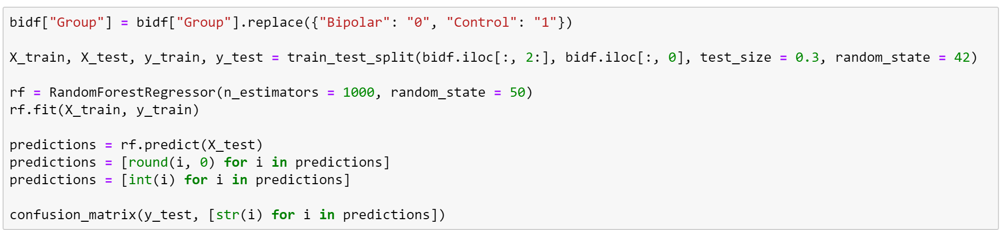 bidf["Group"] = bidf["Group"].replace({"Bipolar": "0", "Control": "1"})
X_train, X_test, y_train, y_test = train_test_split(bidf.iloc[:, 2:], bidf.iloc[:, 0], test_size = 0.3, random_state = 42)
rf = RandomForestRegressor(n_estimators = 1000, random_state = 50)
rf.fit(X_train, y_train)
predictions = rf.predict(X_test)
predictions = [round(i, 0) for i in predictions]
predictions = [int(i) for i in predictions]
confusion_matrix(y_test, [str(i) for i in predictions])